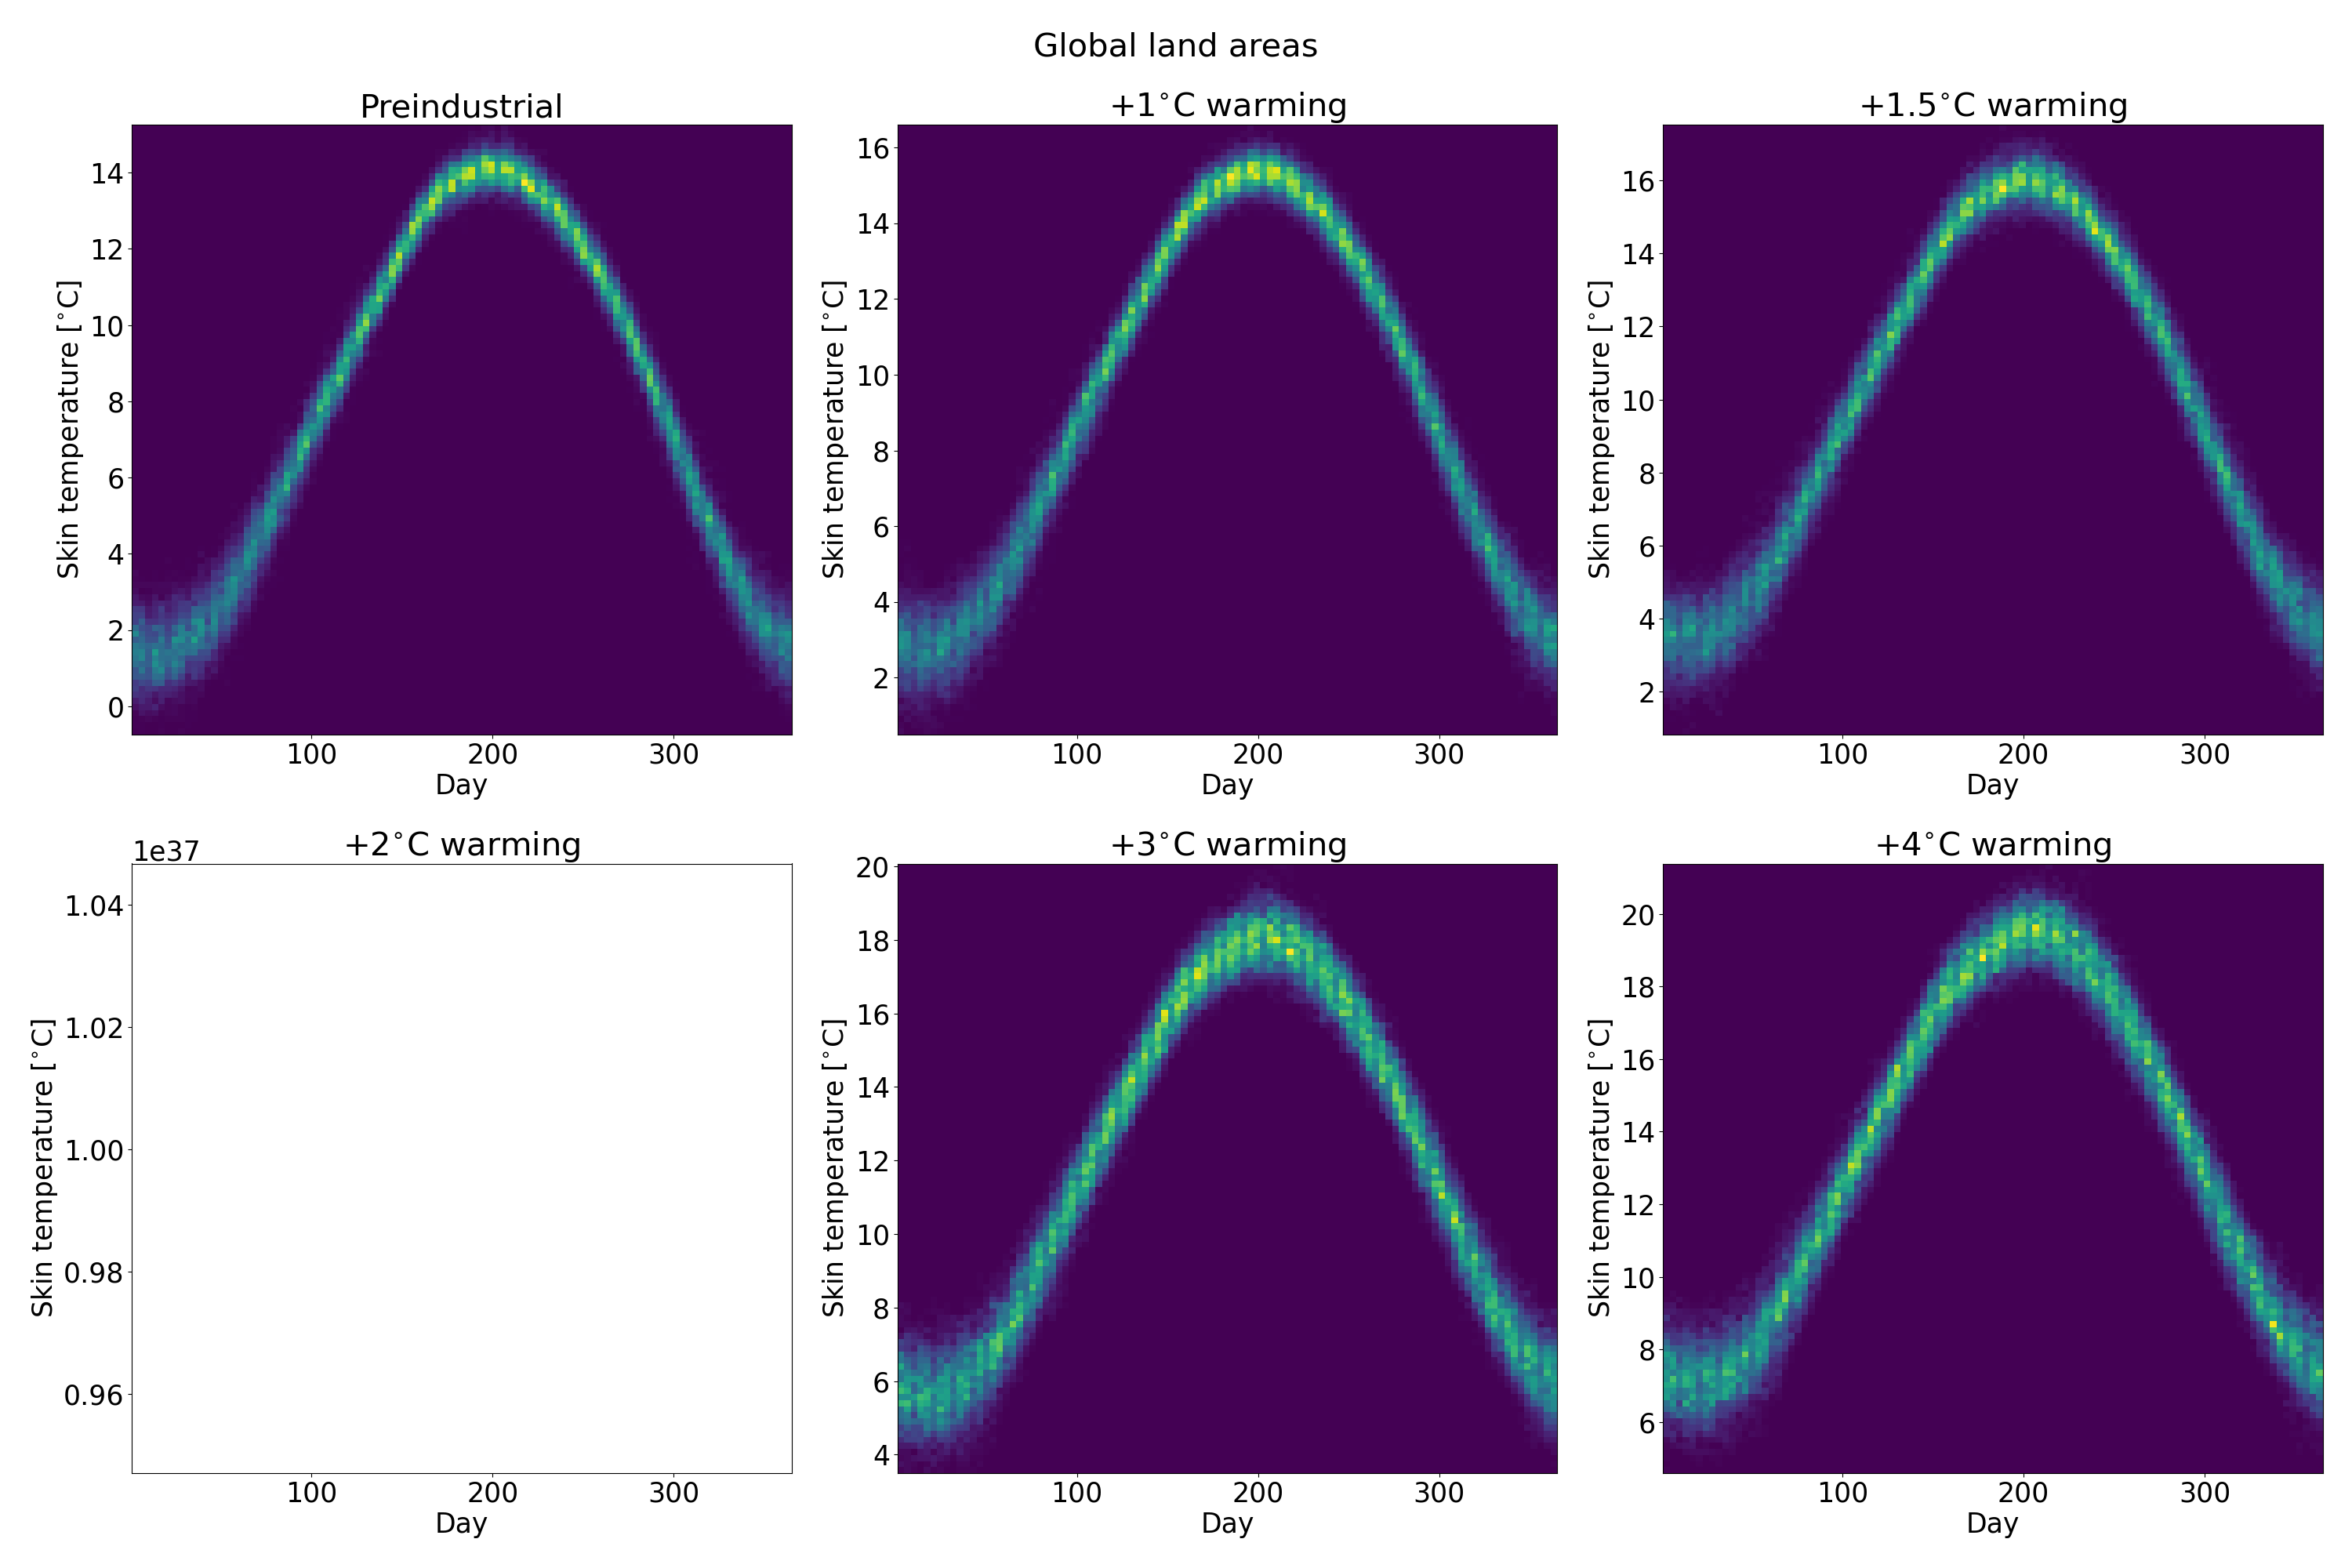 Global land areas
Preindustrial
+1°C warming
+1.5°C warming
Skin temperature [°C]
14
12
10
8
6
4
2
0
100 200 300
Day
Skin temperature [°C]
16
14
12
10
8
6
4
2
100 200 300
Day
Skin temperature [°C]
16
14
12
10
8
6
4
2
100 200 300
Day
+2°C warming
+3°C warming
+4°C warming
1e37
Skin temperature [°C]
1.04
1.02
1.00
0.98
0.96
100 200 300
Day
Skin temperature [°C]
20
18
16
14
12
10
8
6
4
100 200 300
Day
Skin temperature [°C]
20
18
16
14
12
10
8
6
100 200 300
Day